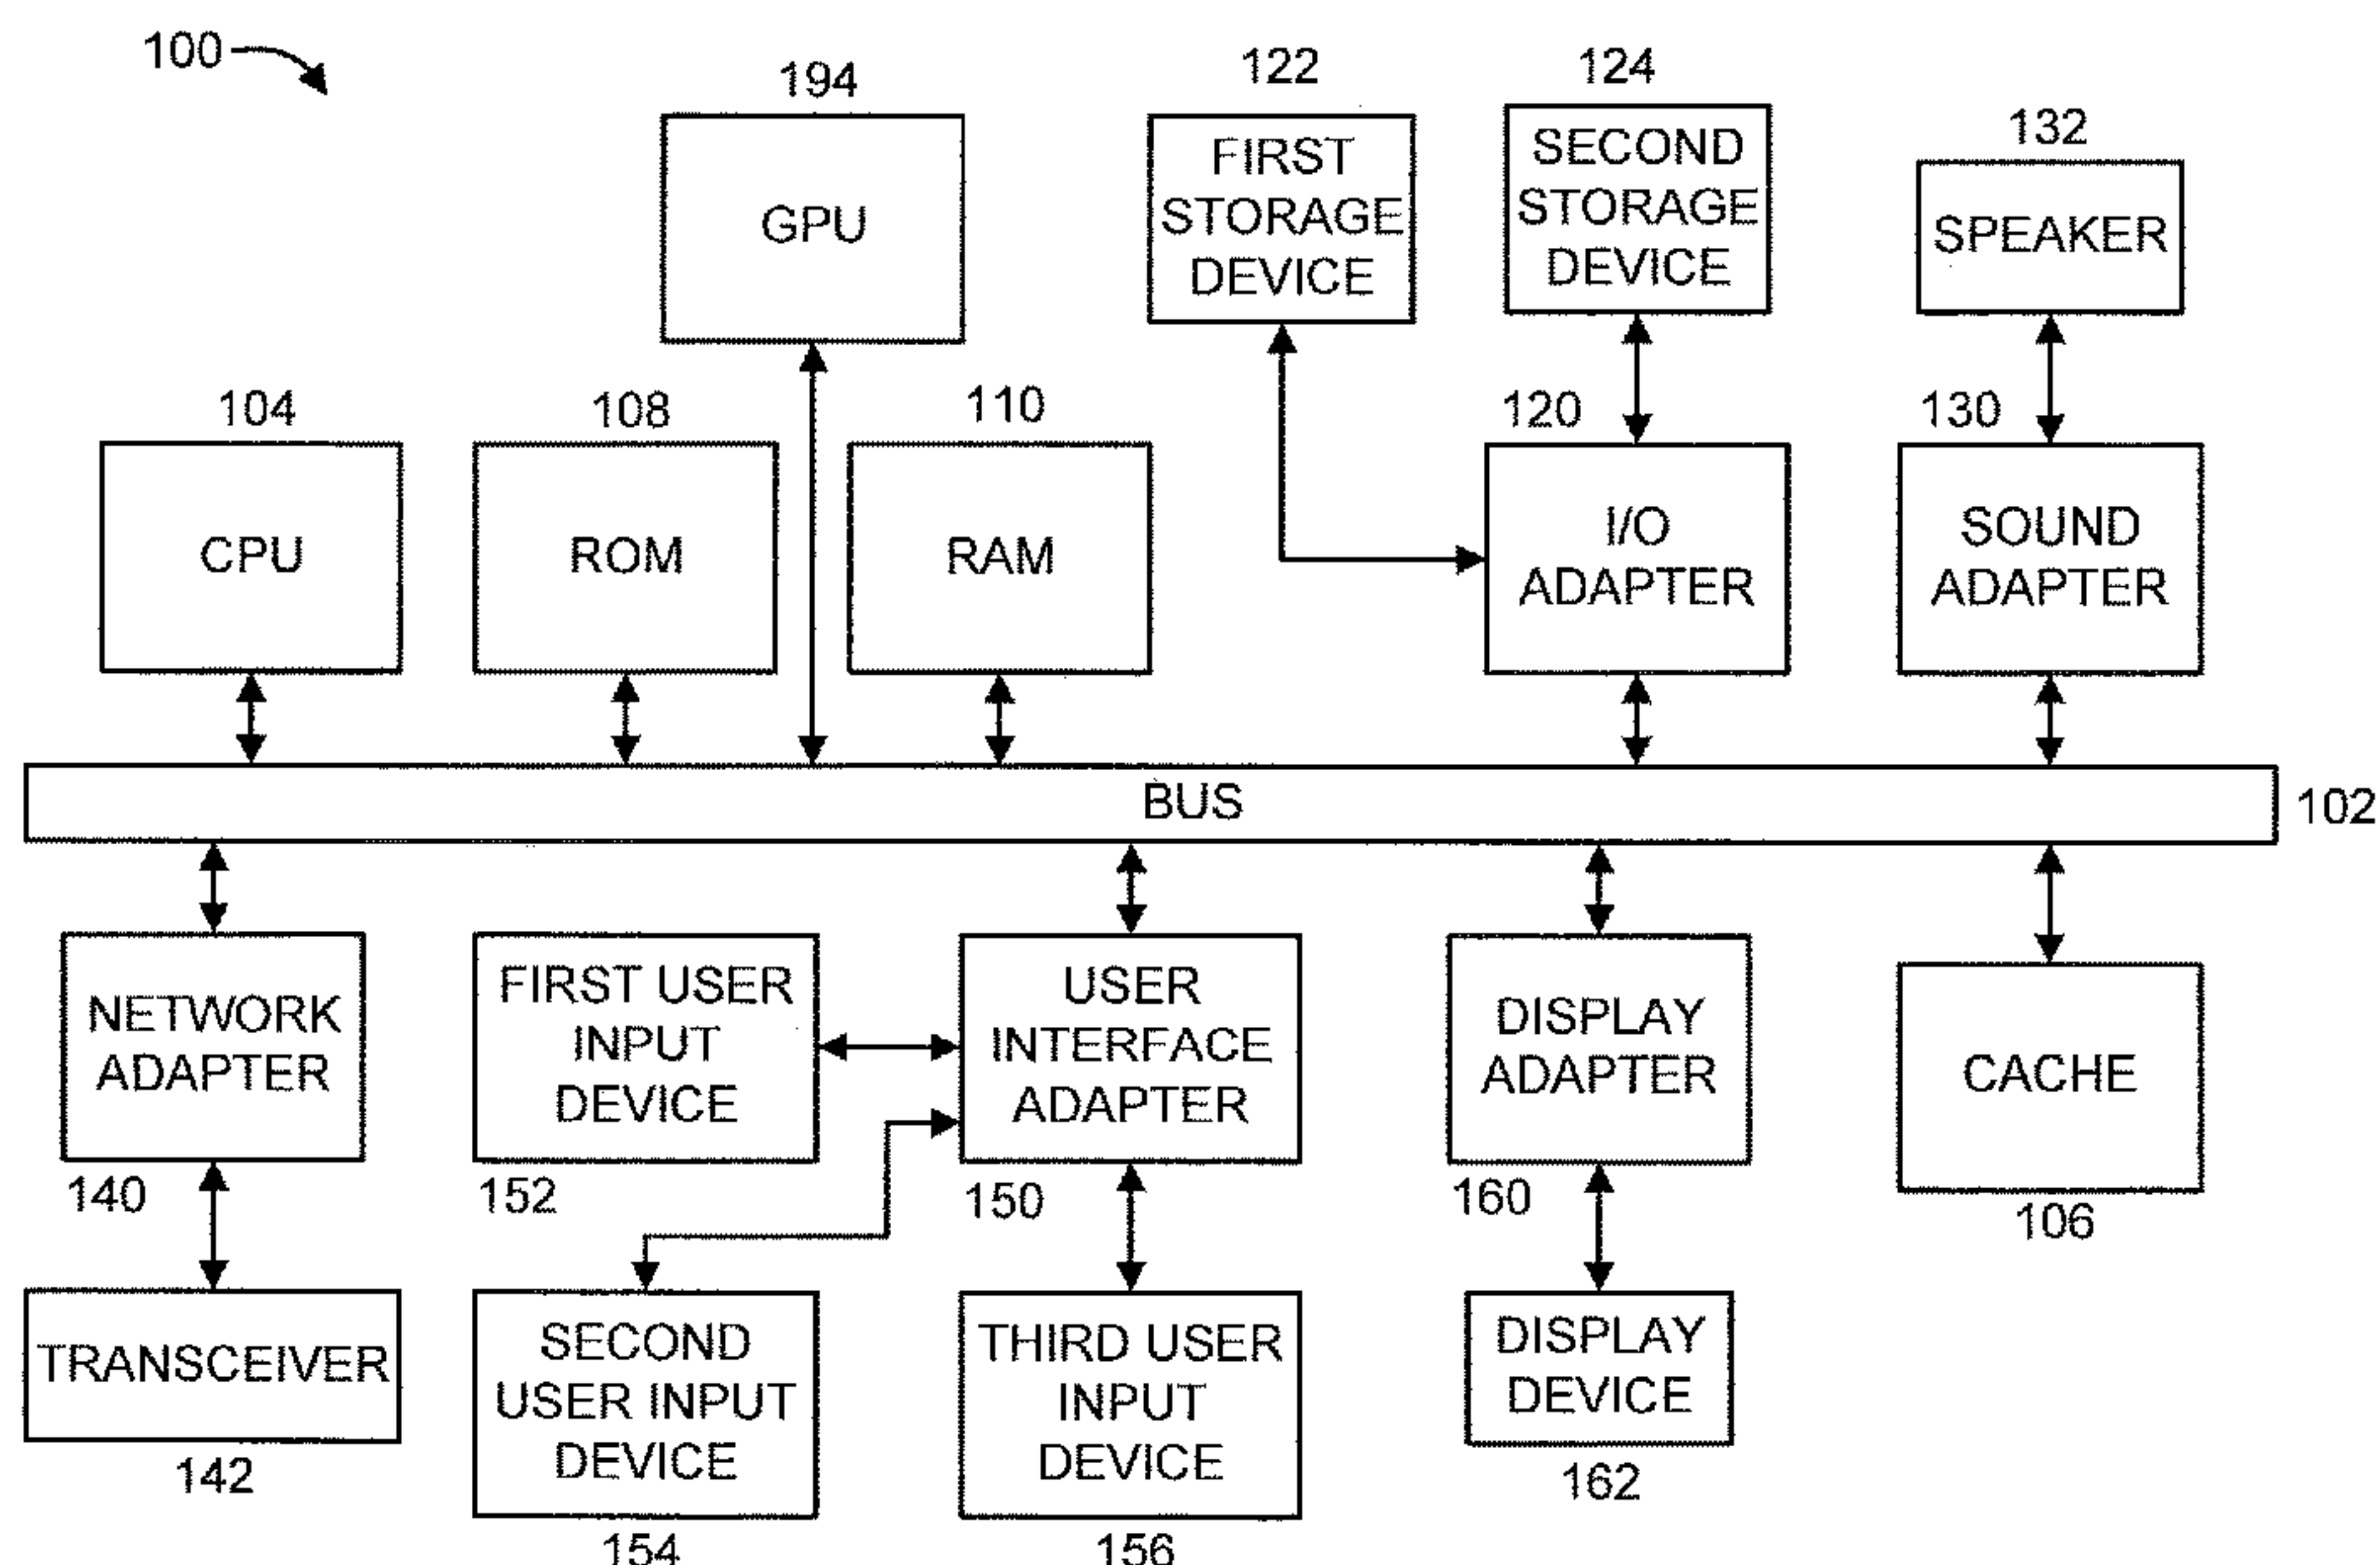 100
194
GPU
122
FIRST
STORAGE
DEVICE
124
SECOND
STORAGE
DEVICE
132
SPEAKER
104
CPU
108
ROM
110
RAM
120
I/O
ADAPTER
130
SOUND
ADAPTER
BUS
102
NETWORK
ADAPTER
140
FIRST USER
INPUT
DEVICE
152
USER
INTERFACE
ADAPTER
150
DISPLAY
ADAPTER
160
CACHE
106
TRANSCEIVER
142
SECOND
USER INPUT
DEVICE
154
THIRD USER
INPUT
DEVICE
156
DISPLAY
DEVICE
162